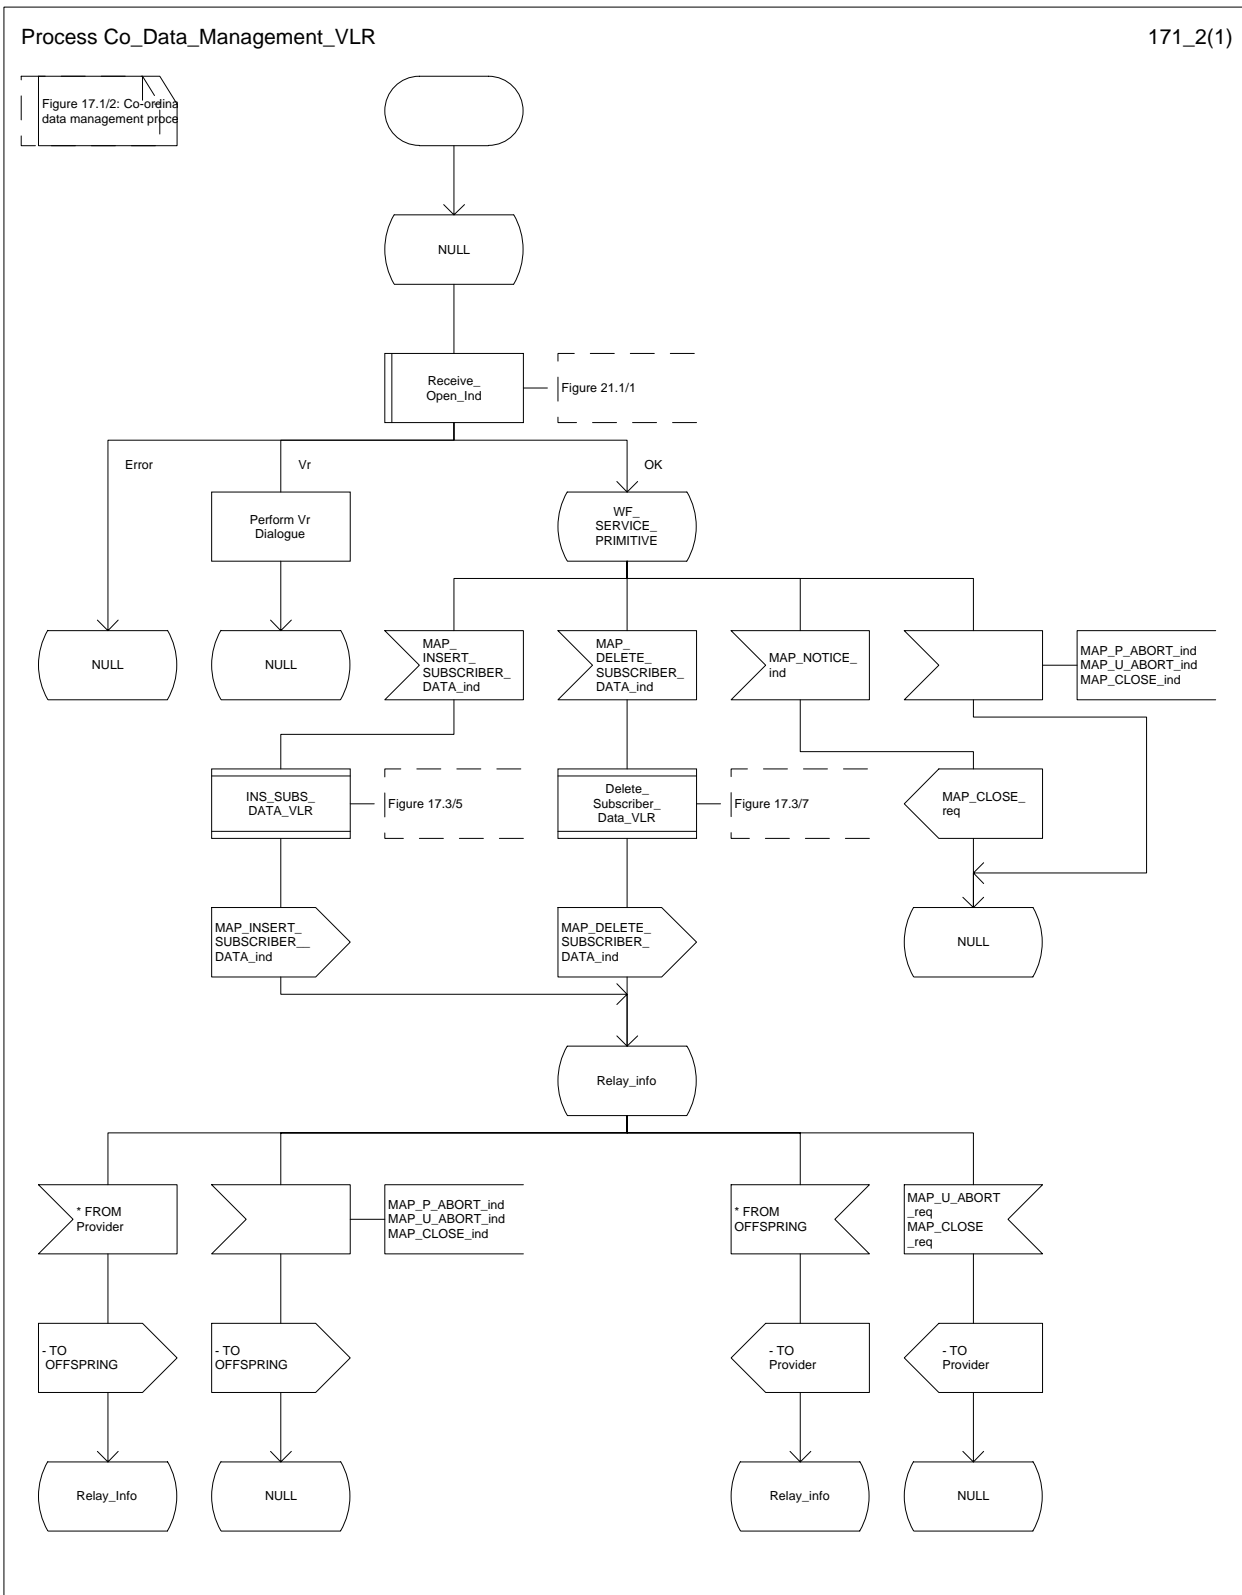 Process Co_Data_Management_VLR
171_2(1)
Figure 17.1/2: Co-ordina
data management proce
NULL
Receive_
Open_Ind
Figure 21.1/1
Error
Vr
OK
Perform Vr
Dialogue
WF_
SERVICE_
PRIMITIVE
NULL
NULL
MAP_
INSERT_
SUBSCRIBER_
DATA_ind
MAP_
DELETE_
SUBSCRIBER_
DATA_ind
MAP_NOTICE_
ind
MAP_P_ABORT_ind
MAP_U_ABORT_ind
MAP_CLOSE_ind
INS_SUBS_
DATA_VLR
Figure 17.3/5
Delete_
Subscriber_
Data_VLR
Figure 17.3/7
MAP_CLOSE_
req
MAP_INSERT_
SUBSCRIBER__
DATA_ind
MAP_DELETE_
SUBSCRIBER_
DATA_ind
NULL
Relay_info
* FROM
Provider
MAP_P_ABORT_ind
MAP_U_ABORT_ind
MAP_CLOSE_ind
* FROM
OFFSPRING
MAP_U_ABORT
_req
MAP_CLOSE
_req
- TO
OFFSPRING
- TO
OFFSPRING
- TO
Provider
- TO
Provider
Relay_Info
NULL
Relay_info
NULL